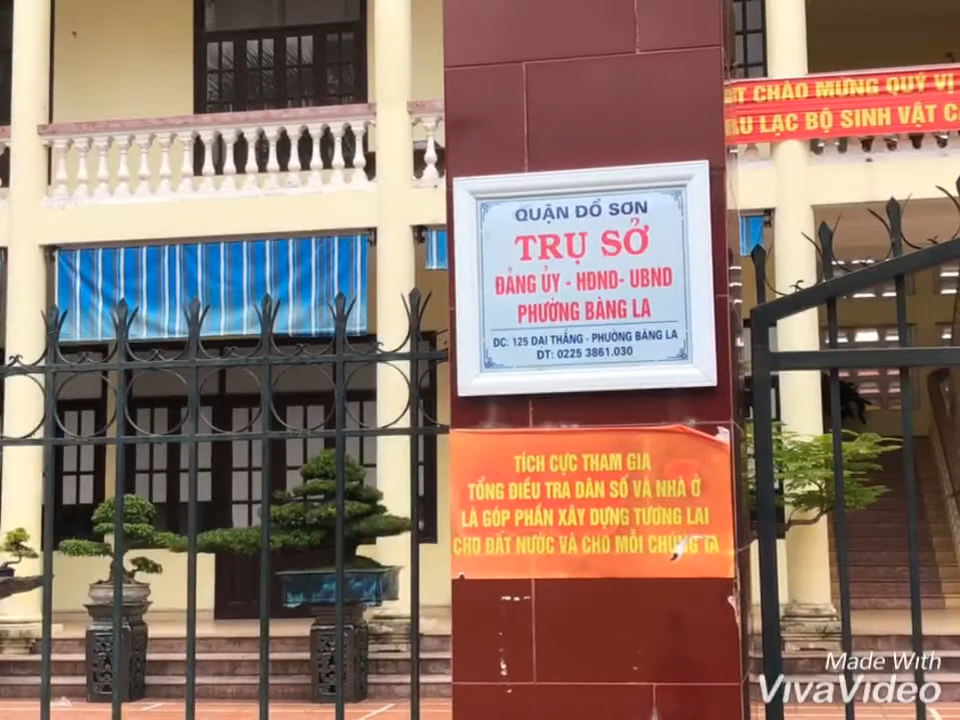 ỆT CHÀO MỪNG QUÝ VỊ
ÂU LẠC BỘ SINH VẬT
QUẬN ĐỒ SƠN
TRỤ SỞ
ĐẢNG ỦY - HĐND- UBND
PHƯỜNG BÀNG LA
ĐC: 125 ĐẠI THẮNG - PHƯỜNG BÀNG LA
ĐT: 0225 3861.030
TÍCH CỰC THAM GIA
TỔNG ĐIỀU TRA DÂN SỐ VÀ NHÀ Ở
LÀ GÓP PHẦN XÂY DỰNG TƯƠNG LAI
CHO ĐẤT NƯỚC VÀ CHO MỖI CHÚNG TA
Made With
VivaVideo